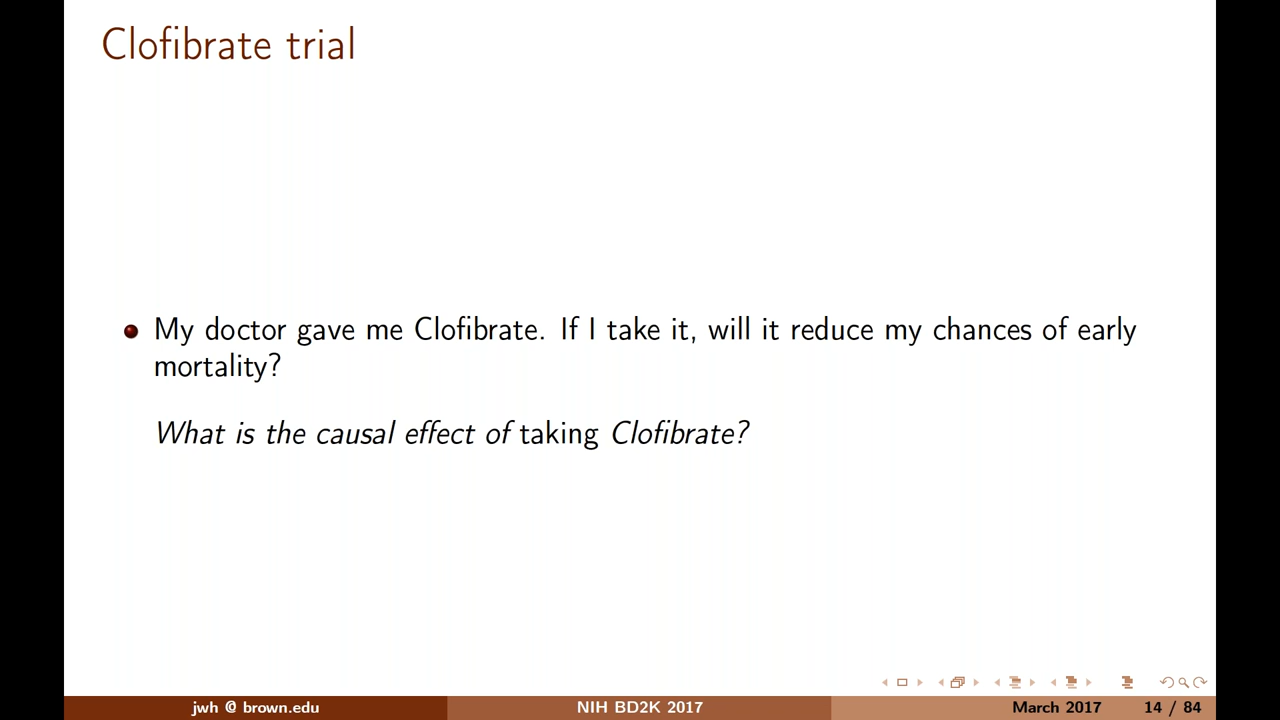 Clofibrate trial
My doctor gave me Clofibrate. If I take it, will it reduce my chances of early
mortality?
What is the causal effect of taking Clofibrate?
jwh @ brown.edu
NIH BD2K 2017
March 2017
14 / 84